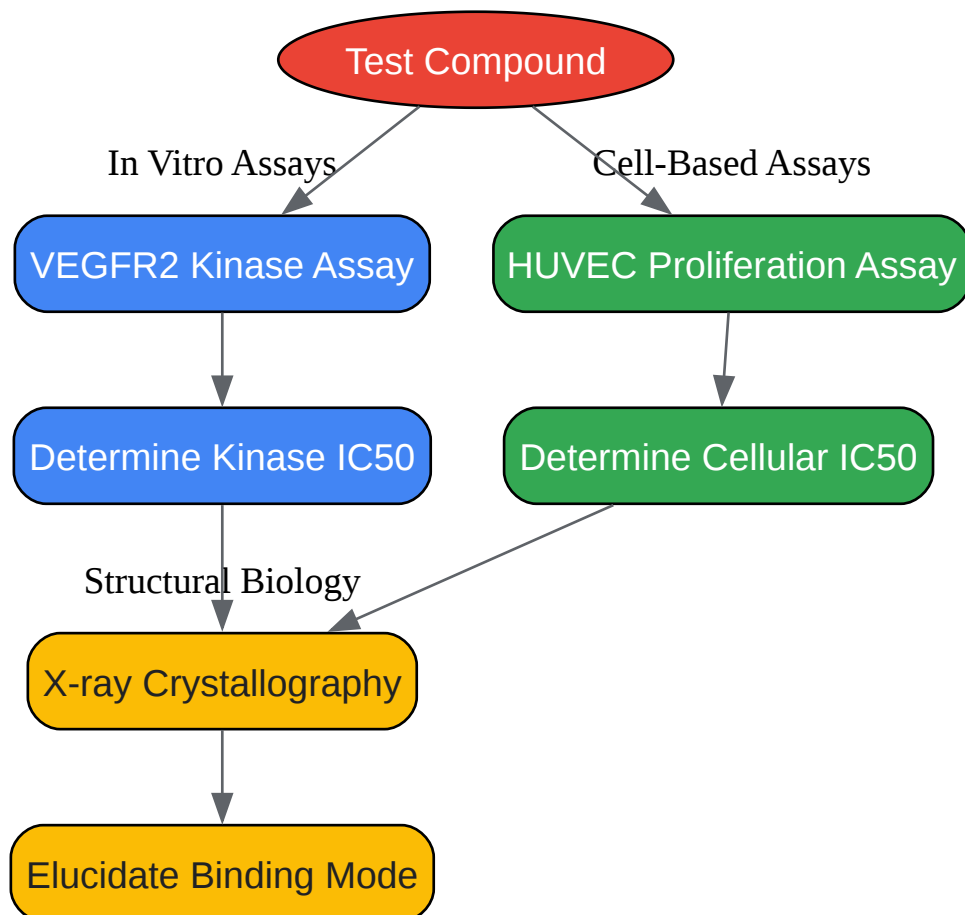 Test Compound
In Vitro Assays
Cell-Based Assays
VEGFR2 Kinase Assay
HUVEC Proliferation Assay
Determine Kinase IC50
Determine Cellular IC50
Structural Biology
X-ray Crystallography
Elucidate Binding Mode